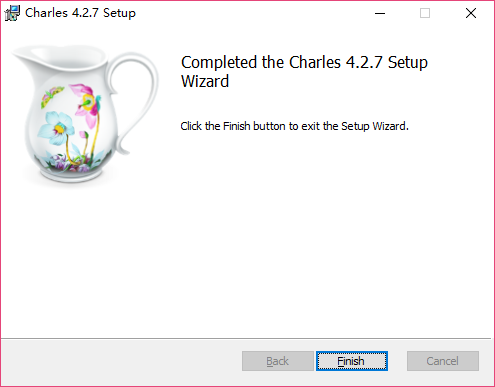 Charles 4.2.7 Setup
Completed the Charles 4.2.7 Setup
Wizard
Click the Finish button to exit the Setup Wizard.
Back Finish Cancel